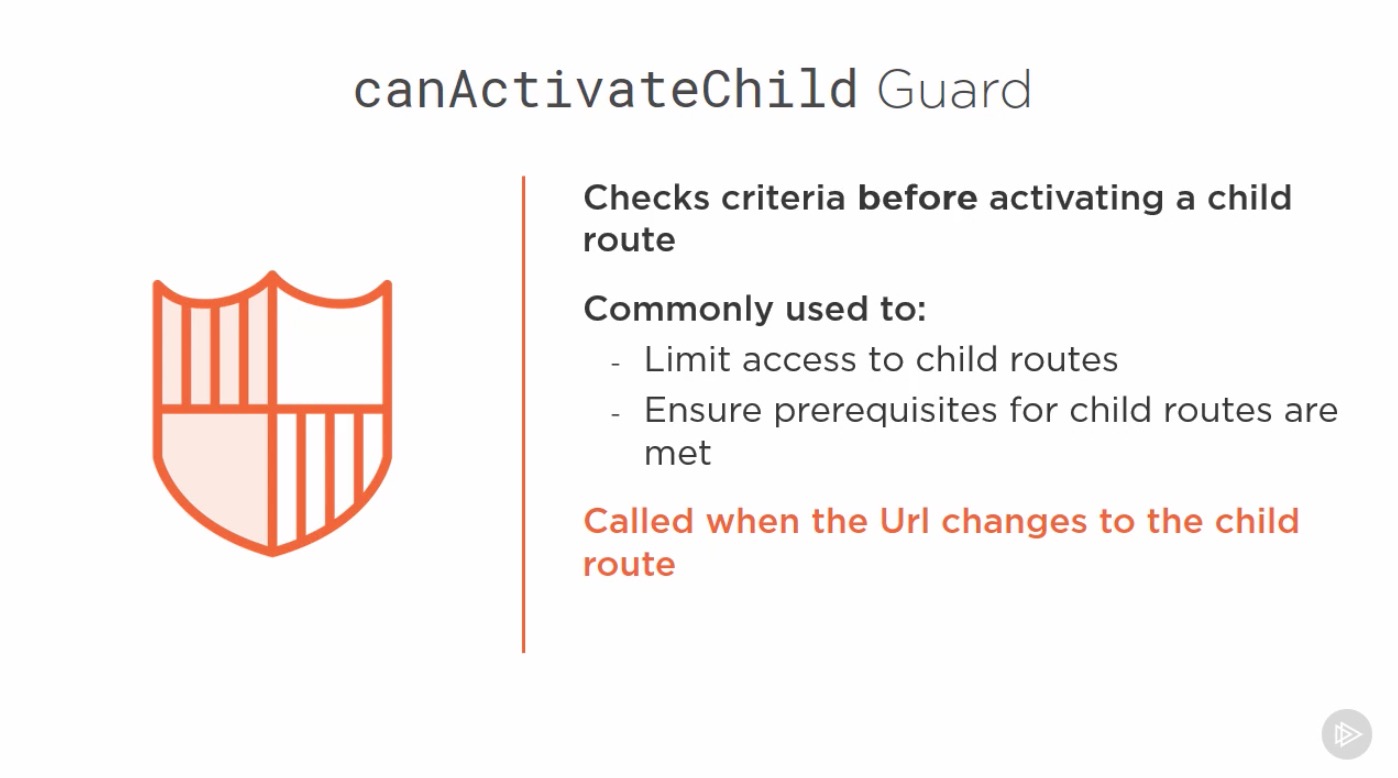 canActivateChild Guard
Checks criteria before activating a child
route
Commonly used to:
- Limit access to child routes
- Ensure prerequisites for child routes are
met
Called when the Url changes to the child
route